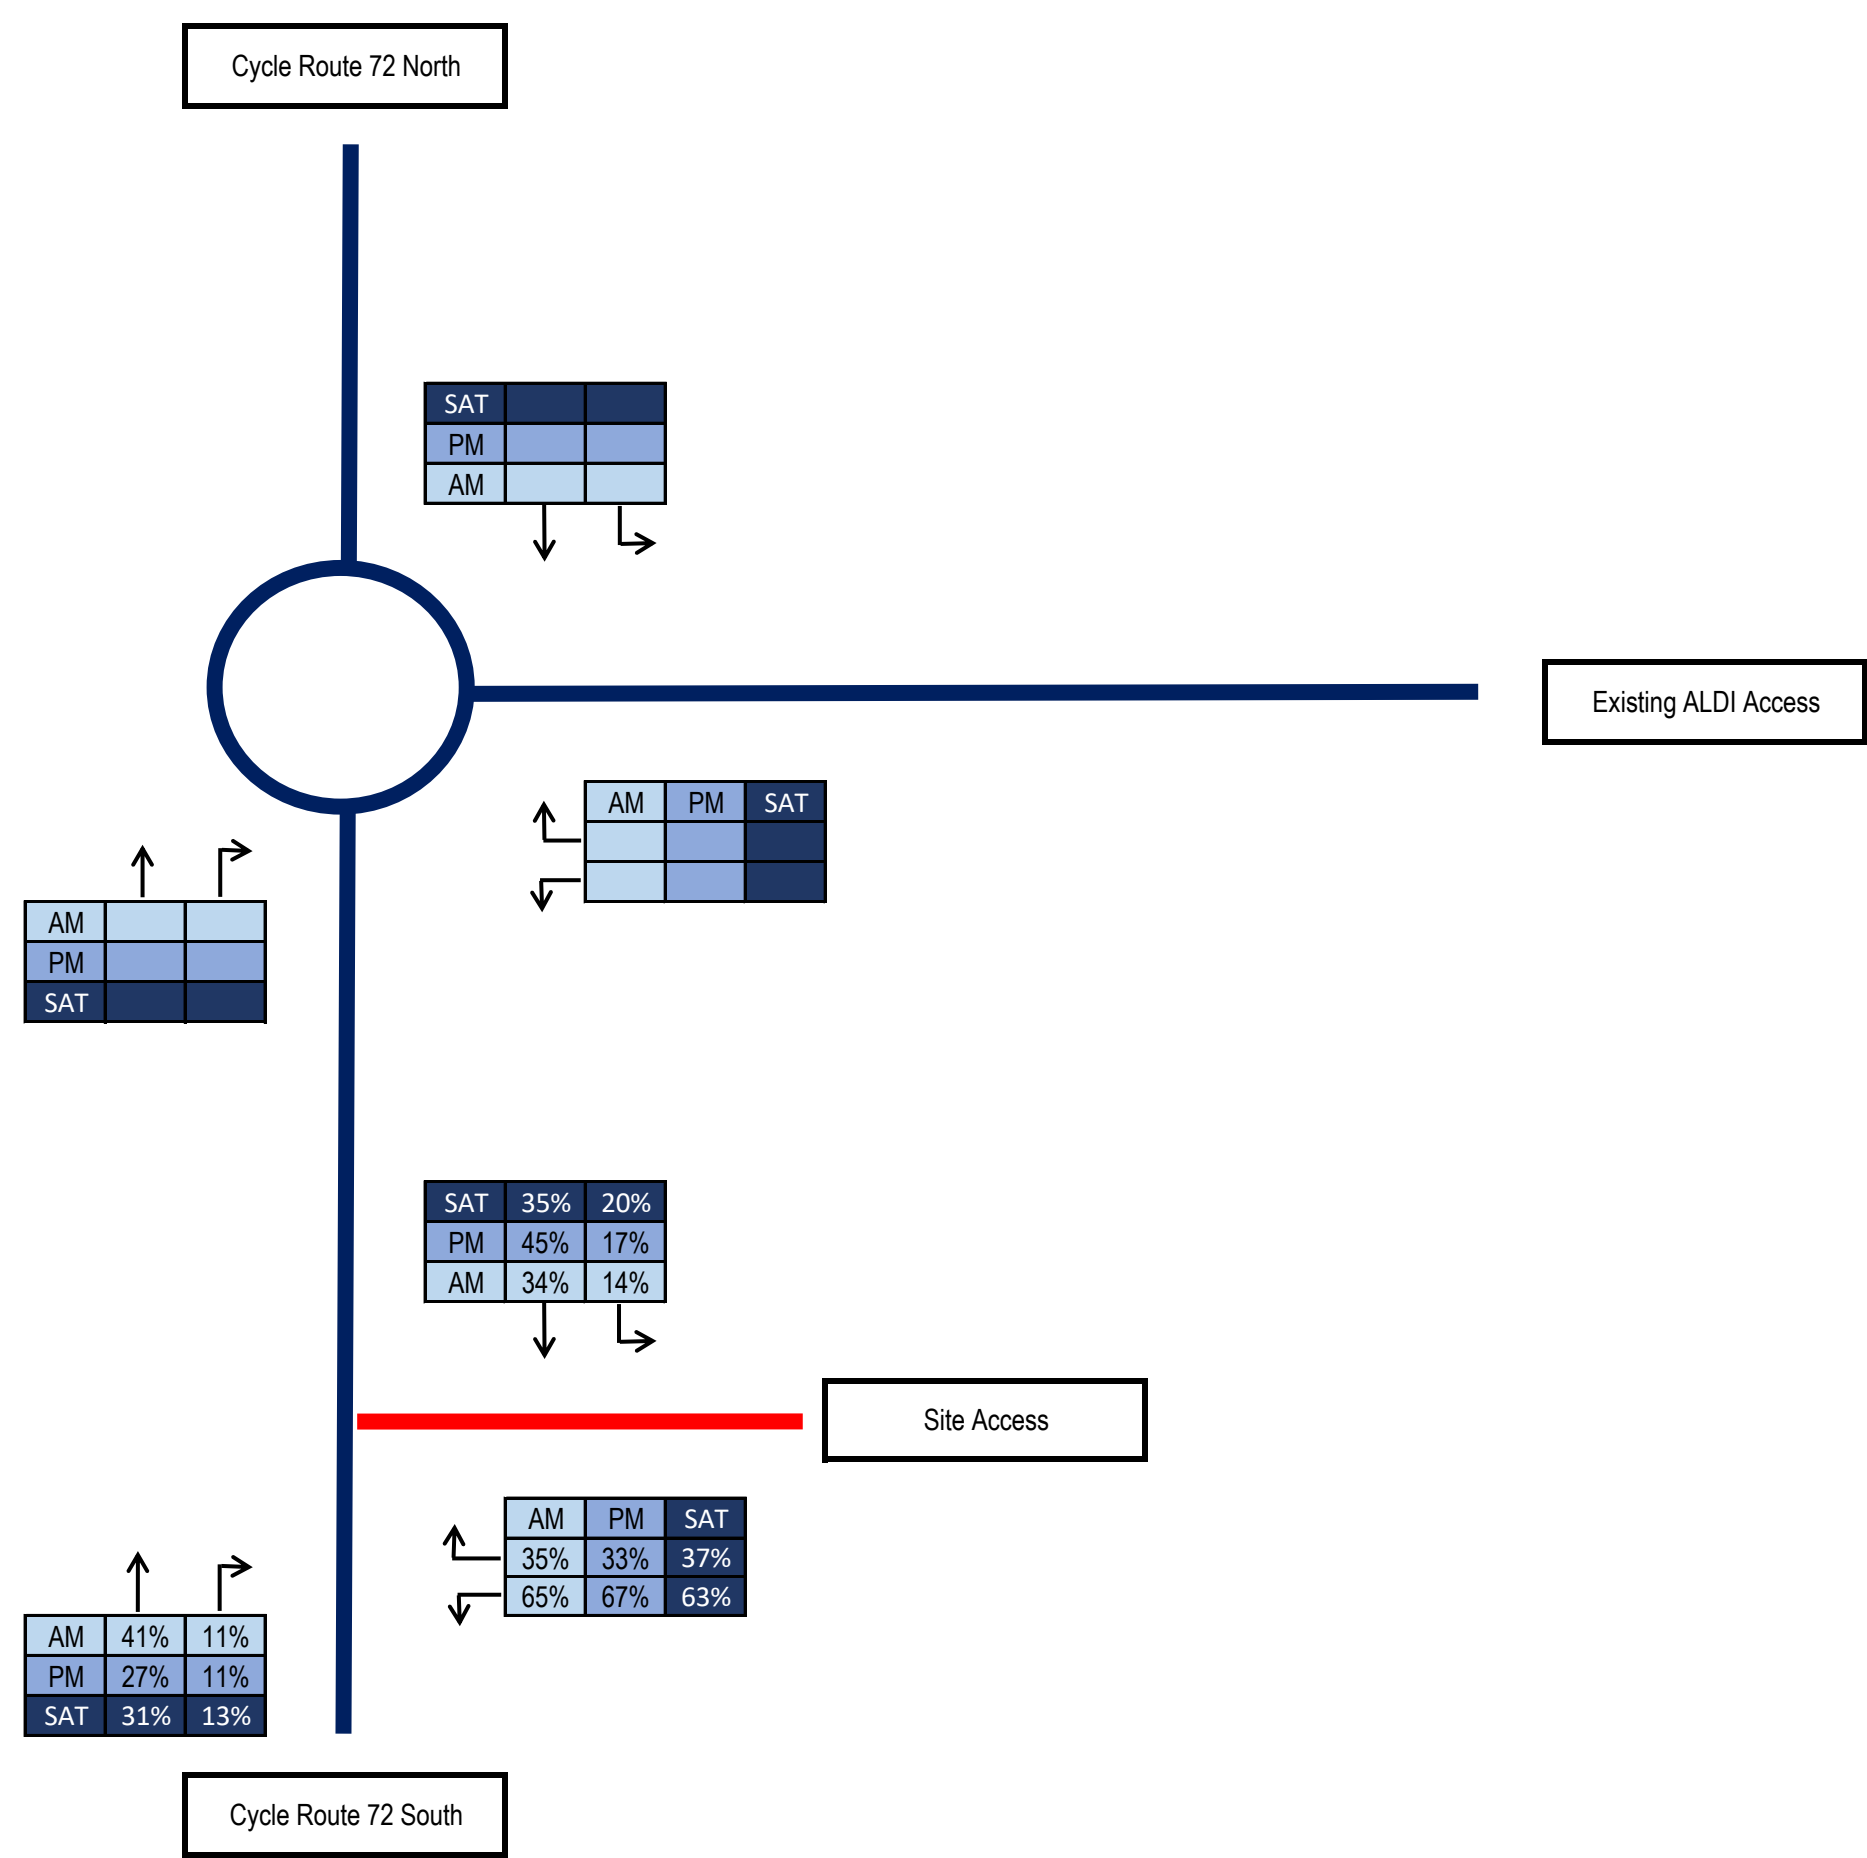 Cycle Route 72 North
SAT
PM
AM
Existing ALDI Access
AM PM SAT
AM
PM
SAT
SAT 35% 20%
PM 45% 17%
AM 34% 14%
Site Access
AM PM SAT
35% 33% 37%
65% 67% 63%
AM 41% 11%
PM 27% 11%
SAT 31% 13%
Cycle Route 72 South